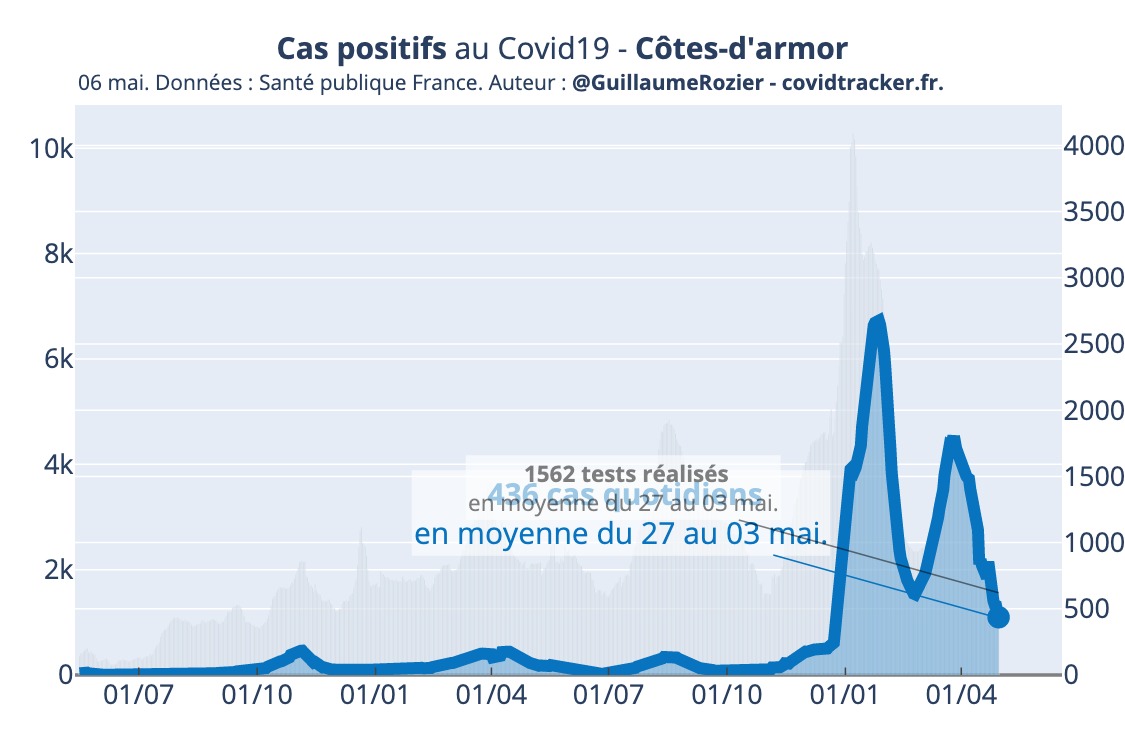 Cas positifs au Covid19 - Côtes-d'armor
06 mai. Données : Santé publique France. Auteur : @GuillaumeRozier - covidtracker.fr.
10k
8k
6k
4k
2k
0
4000
3500
3000
2500
2000
1500
1000
500
0
1562 tests réalisés
436 cas quotidiens
en moyenne du 27 au 03 mai.
en moyenne du 27 au 03 mai.
01/07 01/10 01/01 01/04 01/07 01/10 01/01 01/04